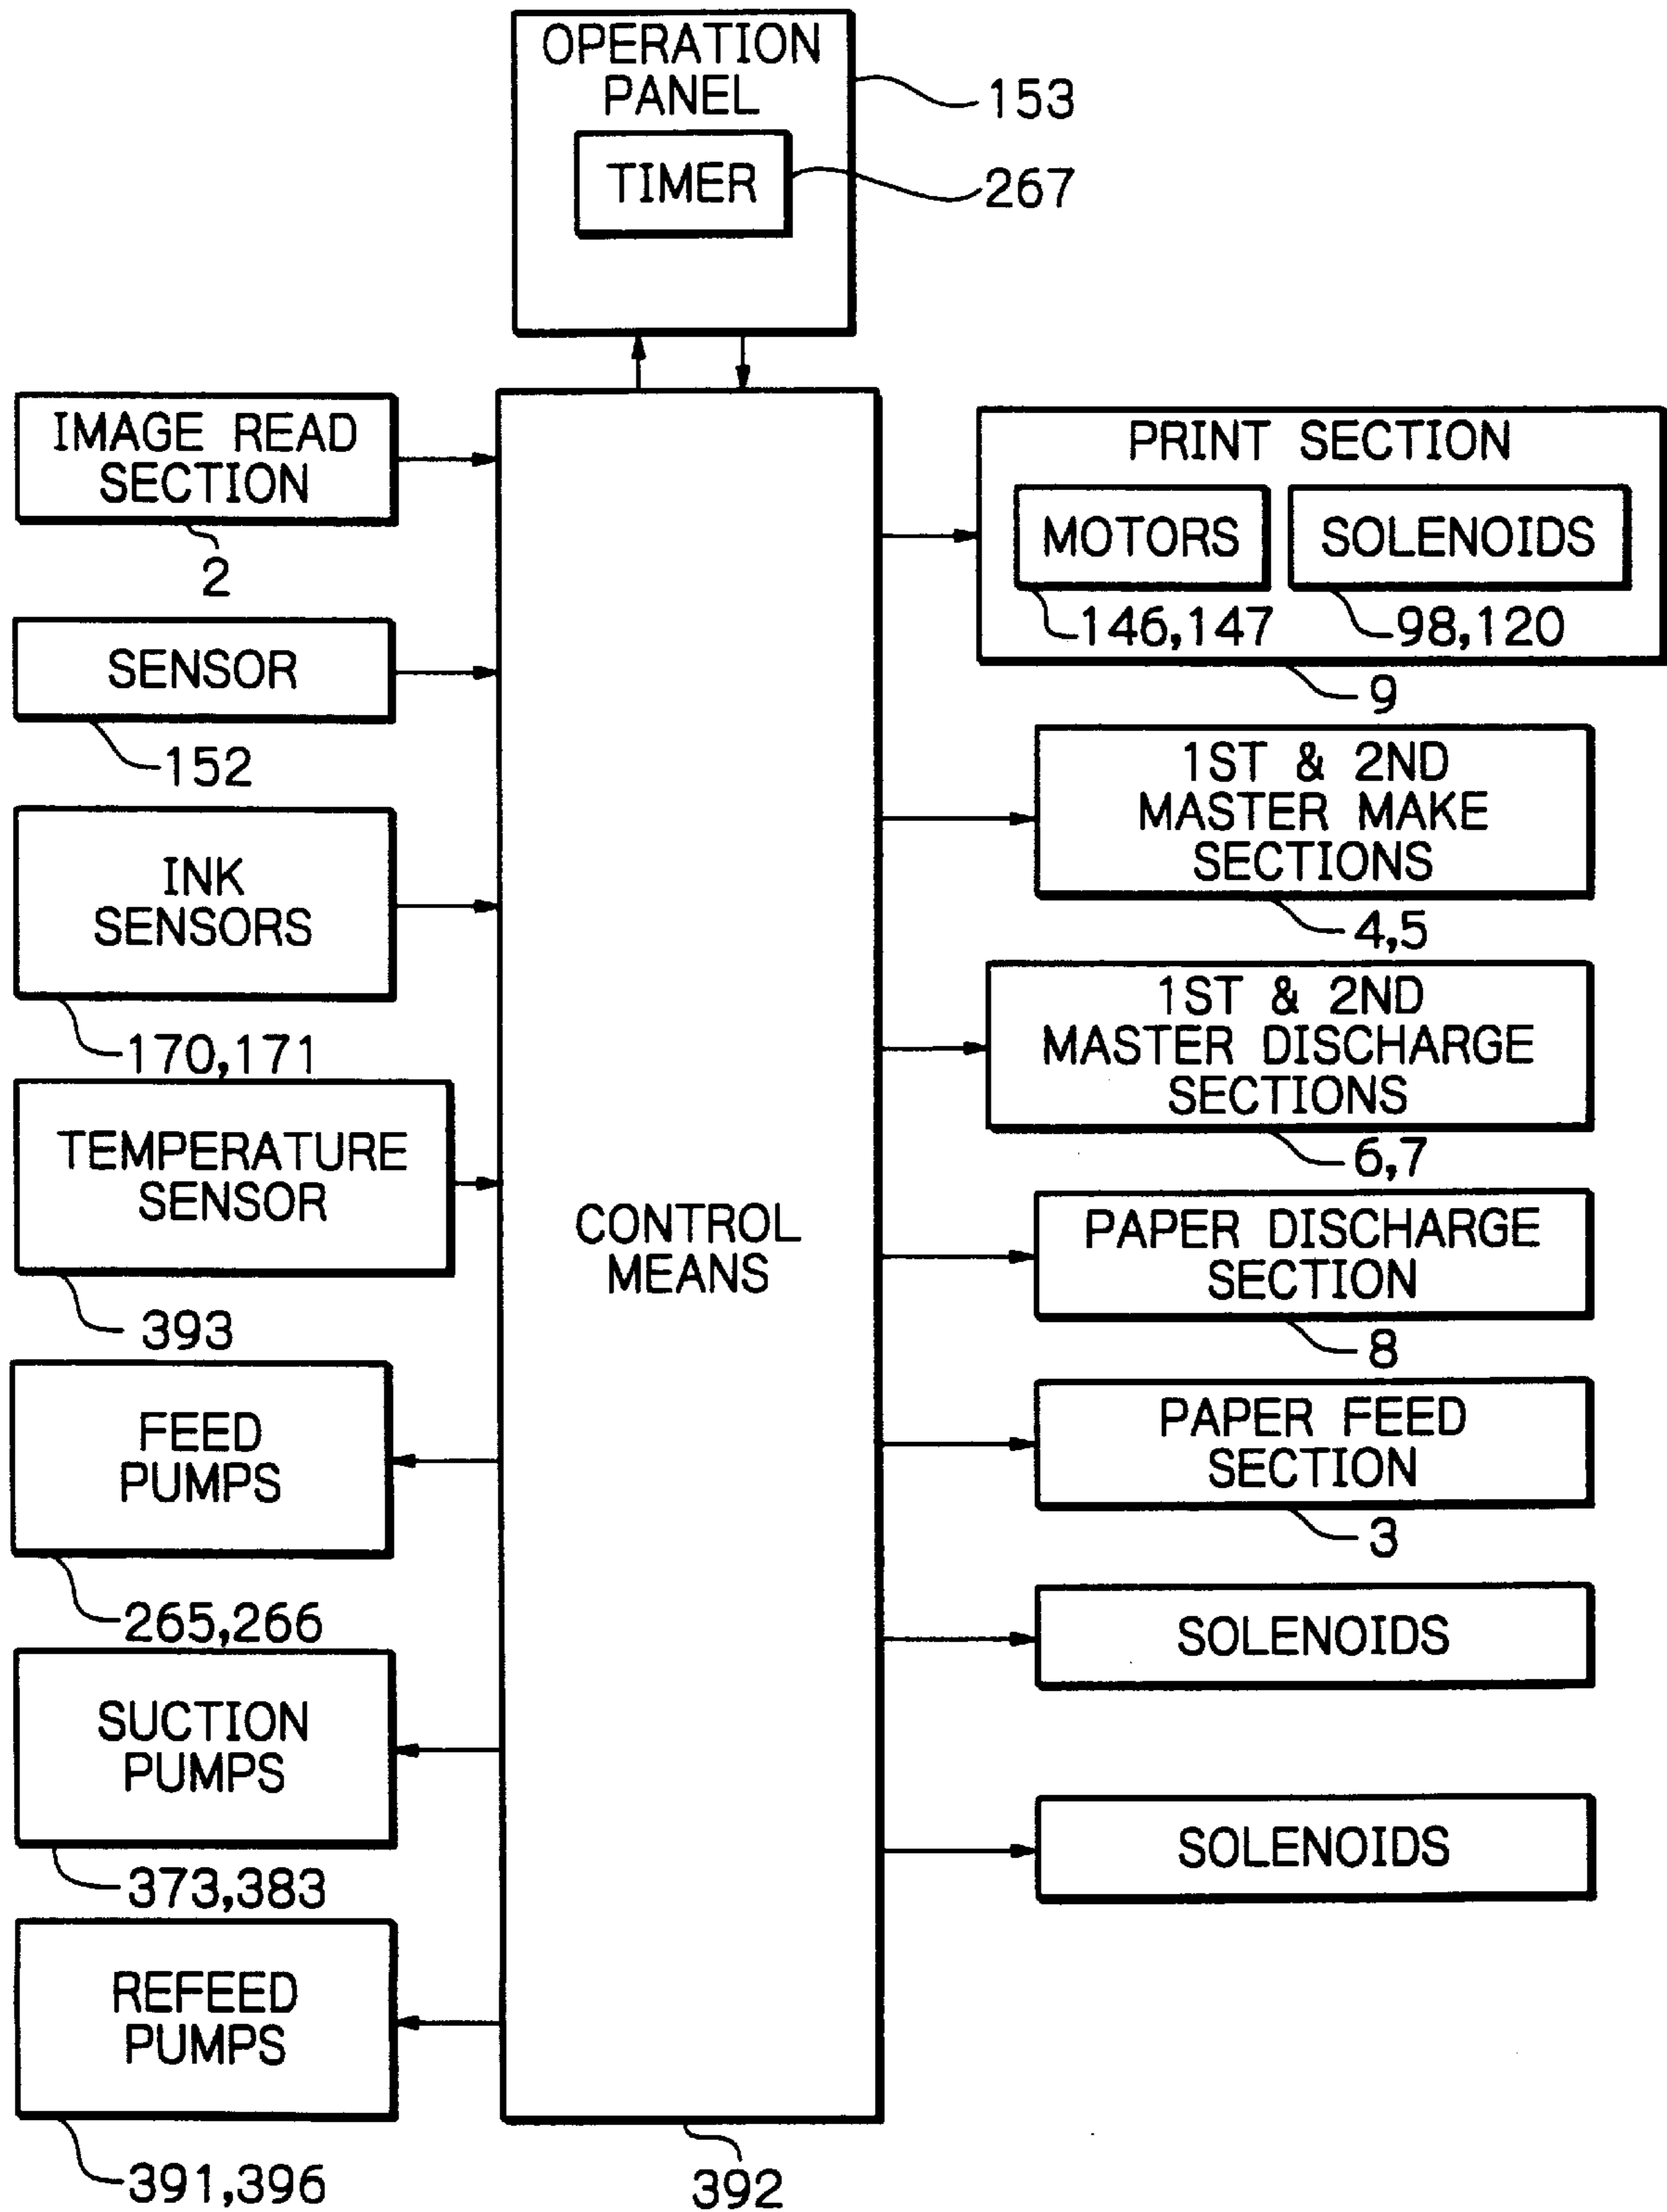 OPERATION
PANEL
153
TIMER
267
IMAGE READ
SECTION
2
SENSOR
152
INK
SENSORS
170,171
TEMPERATURE
SENSOR
393
FEED
PUMPS
265,266
SUCTION
PUMPS
373,383
REFEED
PUMPS
391,396
CONTROL
MEANS
392
PRINT SECTION
MOTORS
SOLENOIDS
146,147
98,120
9
1ST & 2ND
MASTER MAKE
SECTIONS
4,5
1ST & 2ND
MASTER DISCHARGE
SECTIONS
6,7
PAPER DISCHARGE
SECTION
8
PAPER FEED
SECTION
3
SOLENOIDS
SOLENOIDS